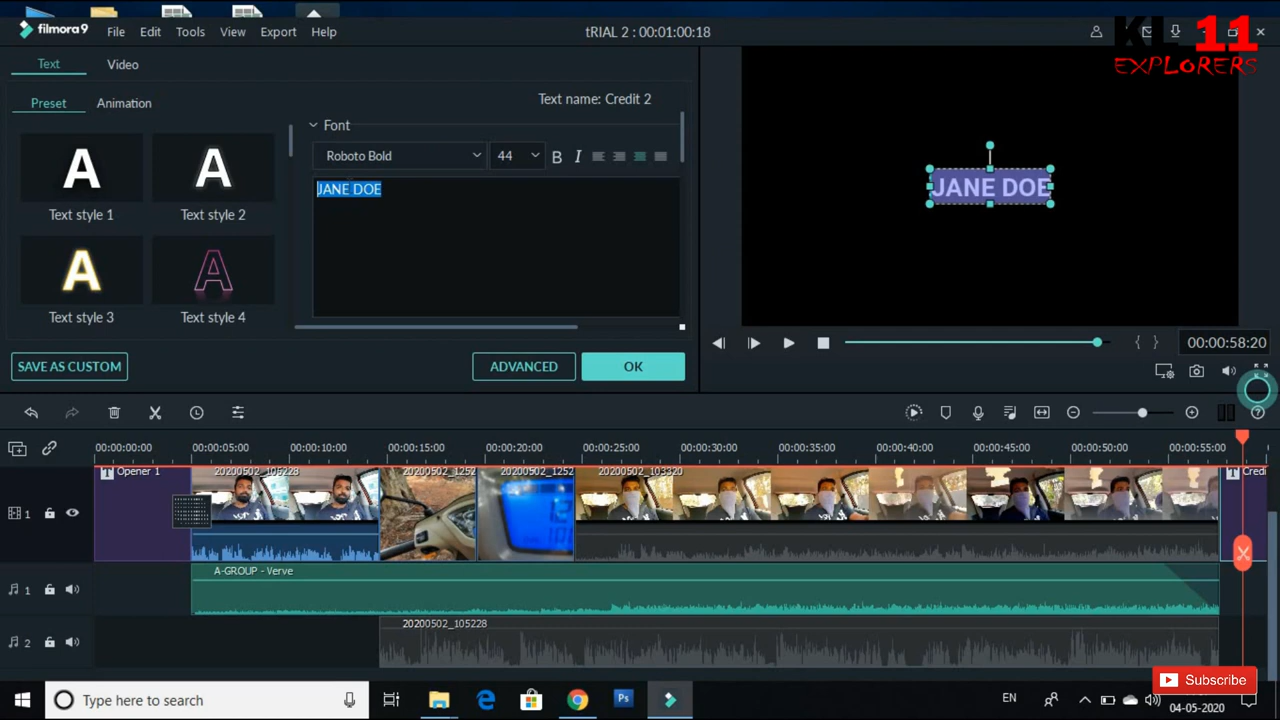 filmora9
File Edit Tools View Export Help
tRIAL 2 : 00:01:00:18
KL 11
EXPLORERS
Text Video
Preset Animation
Text name: Credit 2
Font
Roboto Bold 44 B I
JANE DOE
A A
Text style 1 Text style 2
A A
Text style 3 Text style 4
SAVE AS CUSTOM ADVANCED OK
JANE DOE
00:00:58:20
00:00:00:00 00:00:05:00 00:00:10:00 00:00:15:00 00:00:20:00 00:00:25:00 00:00:30:00 00:00:35:00 00:00:40:00 00:00:45:00 00:00:50:00 00:00:55:00
T Opener 1 20200502_105228 20200502_1252 20200502_1252 20200502_103320 T Credi
1
1 A-GROUP - Verve
2 20200502_105228
Subscribe
Type here to search
Ps
EN
04-05-2020